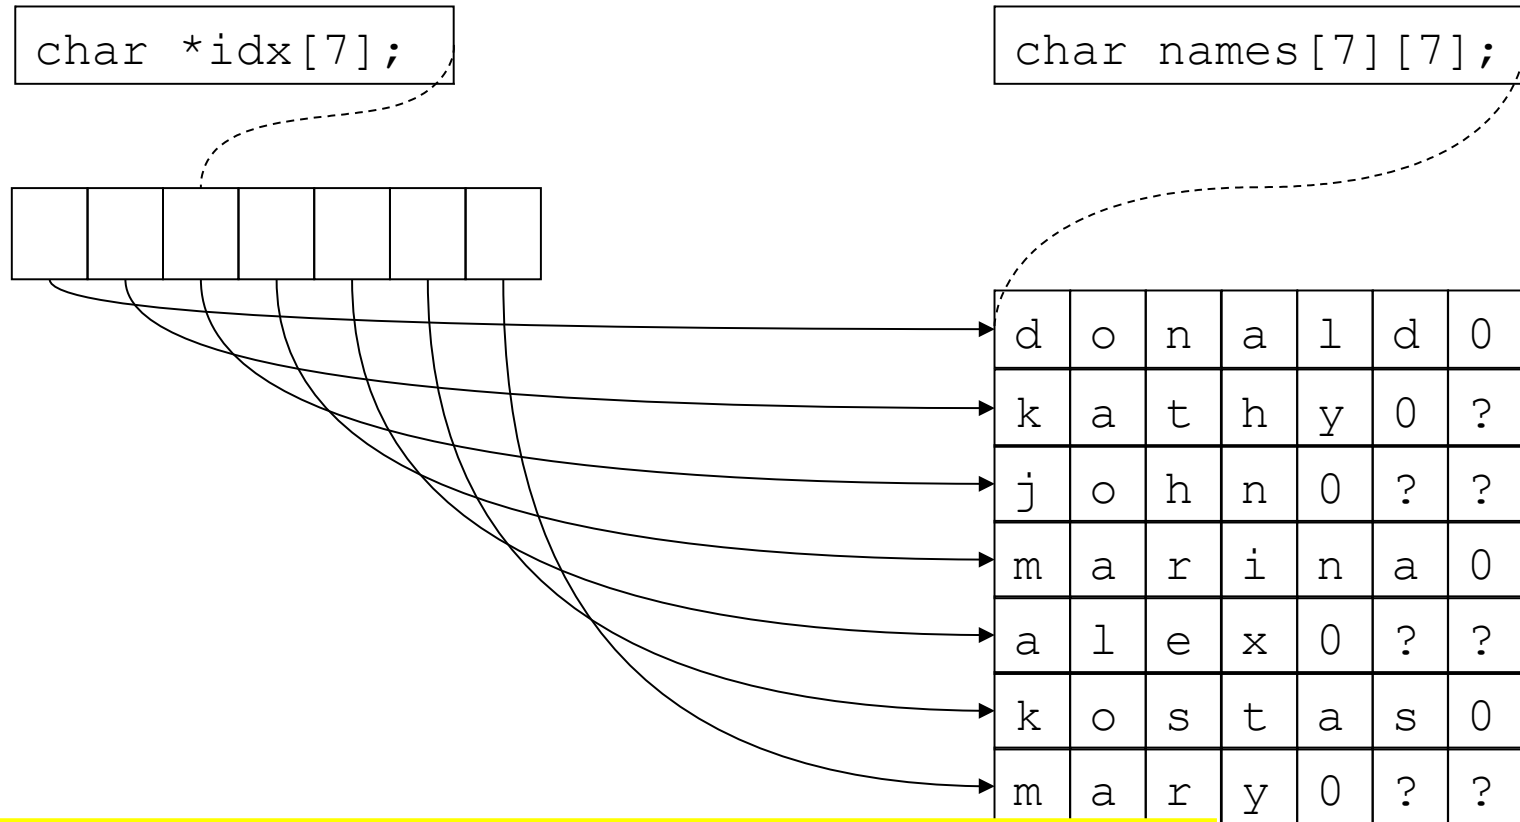 char *idx[7];
char names[7][7];
d o n a l d 0
k a t h y 0 ?
j o h n 0 ? ?
m a r i n a 0
a l e x 0 ? ?
k o s t a s 0
m a r y 0 ? ?